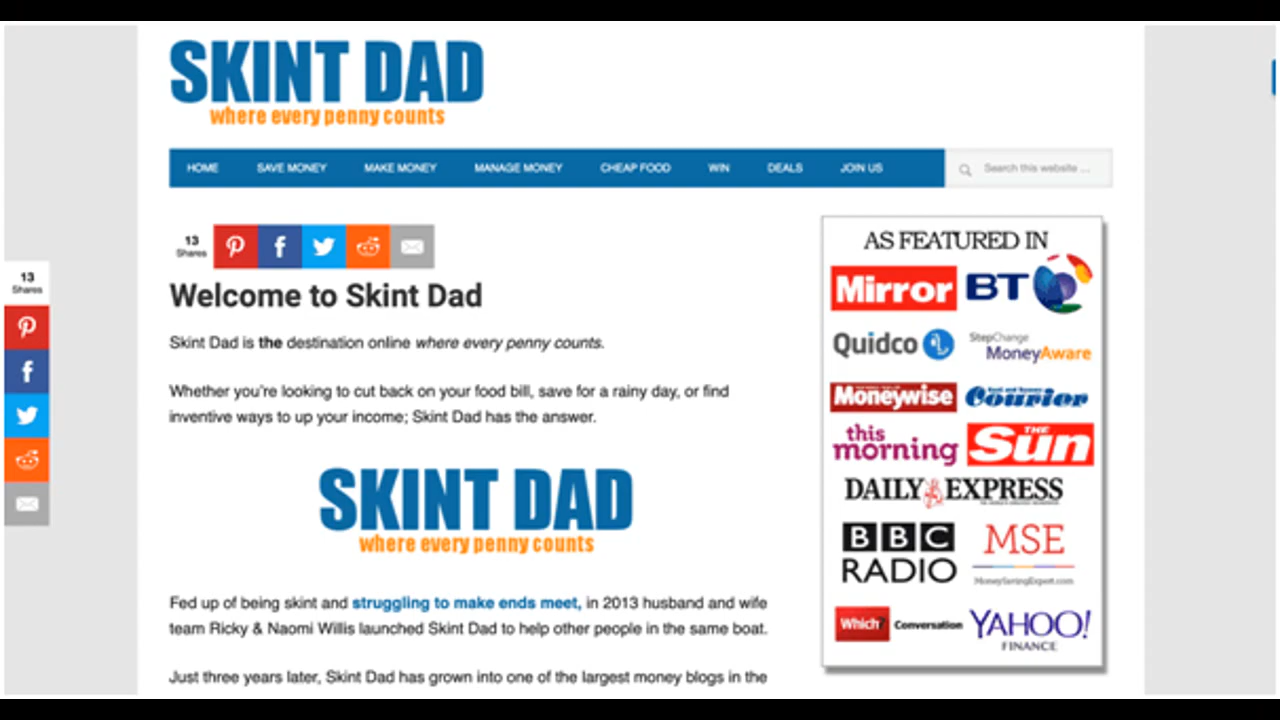 SKINT DAD
where every penny counts
HOME SAVE MONEY MAKE MONEY MANAGE MONEY CHEAP FOOD WIN DEALS JOIN US Search this website ...
13
Shares
13
Shares
Welcome to Skint Dad
Skint Dad is the destination online where every penny counts.
Whether you're looking to cut back on your food bill, save for a rainy day, or find
inventive ways to up your income; Skint Dad has the answer.
SKINT DAD
where every penny counts
Fed up of being skint and struggling to make ends meet, in 2013 husband and wife
team Ricky & Naomi Willis launched Skint Dad to help other people in the same boat.
Just three years later, Skint Dad has grown into one of the largest money blogs in the
AS FEATURED IN
Mirror BT
Quidco StepChange
MoneyAware
Moneywise Courier
this
morning THE
Sun
DAILY EXPRESS
BBC
RADIO
MSE
MoneySavingExpert.com
Which? Conversation YAHOO!
FINANCE